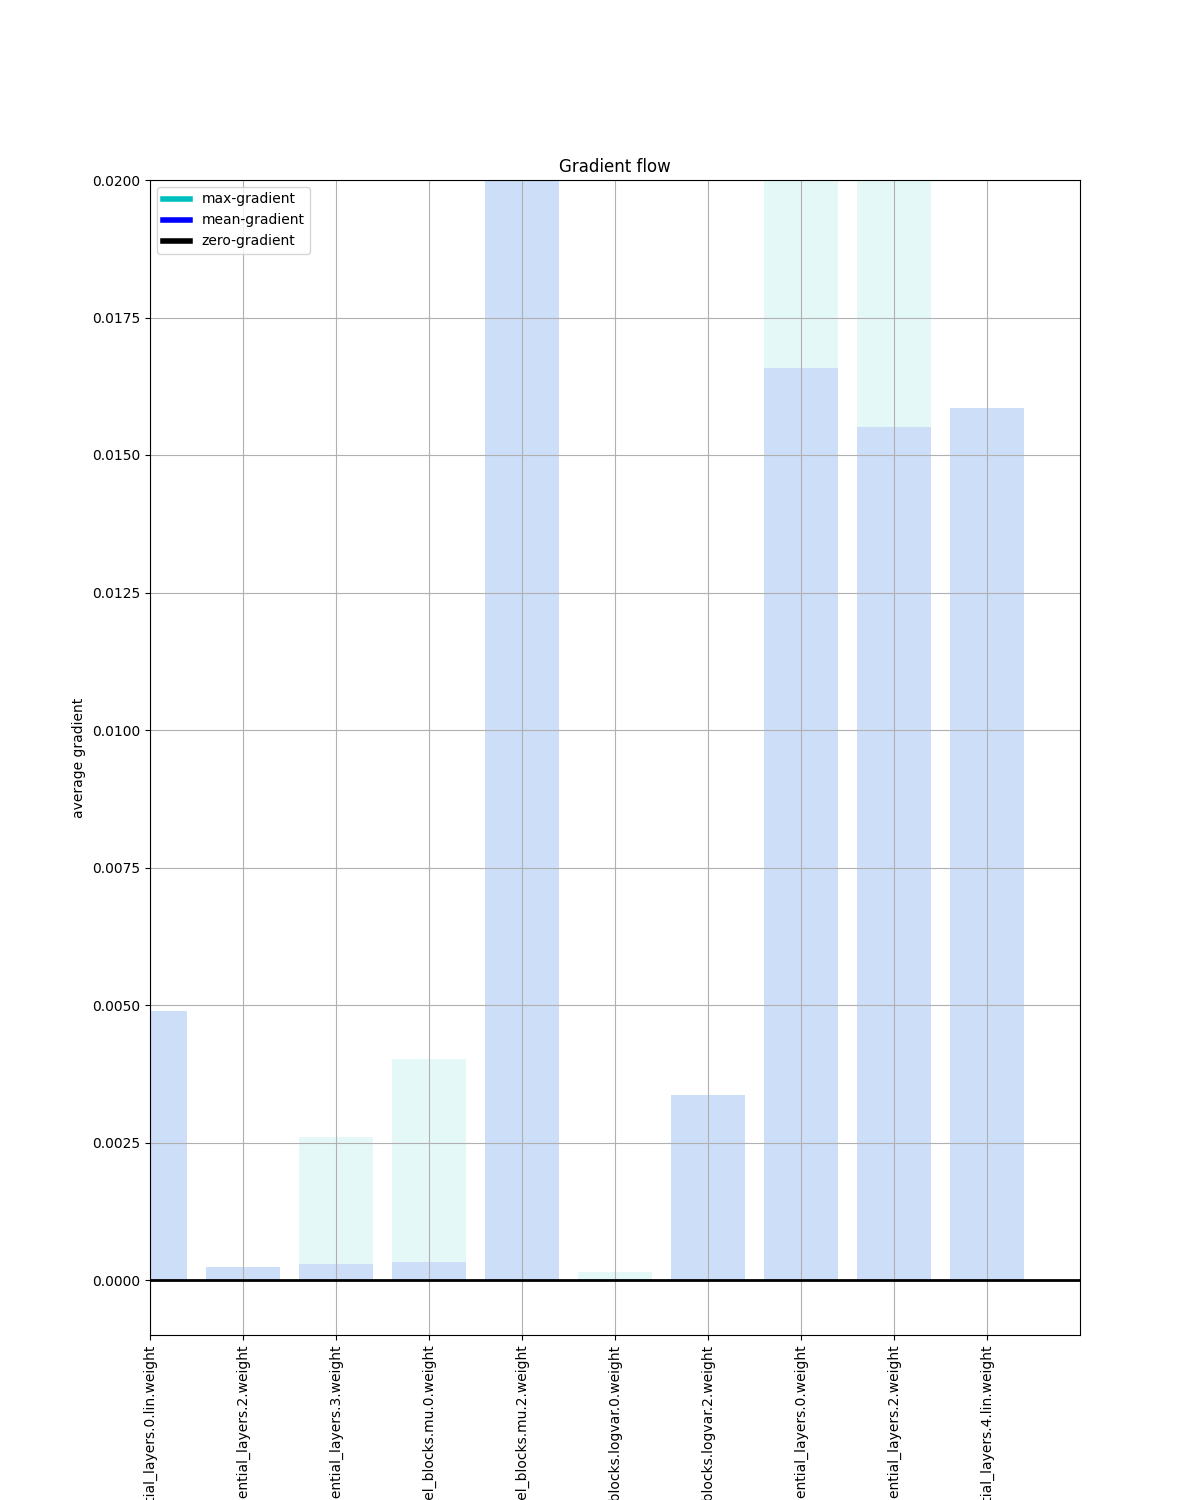 Gradient flow
max-gradient
mean-gradient
zero-gradient
0.0200
0.0175
0.0150
0.0125
0.0100
0.0075
0.0050
0.0025
0.0000
average gradient
tial_layers.0.lin.weight
ential_layers.2.weight
ential_layers.3.weight
el_blocks.mu.0.weight
el_blocks.mu.2.weight
blocks.logvar.0.weight
blocks.logvar.2.weight
ential_layers.0.weight
ential_layers.2.weight
tial_layers.4.lin.weight